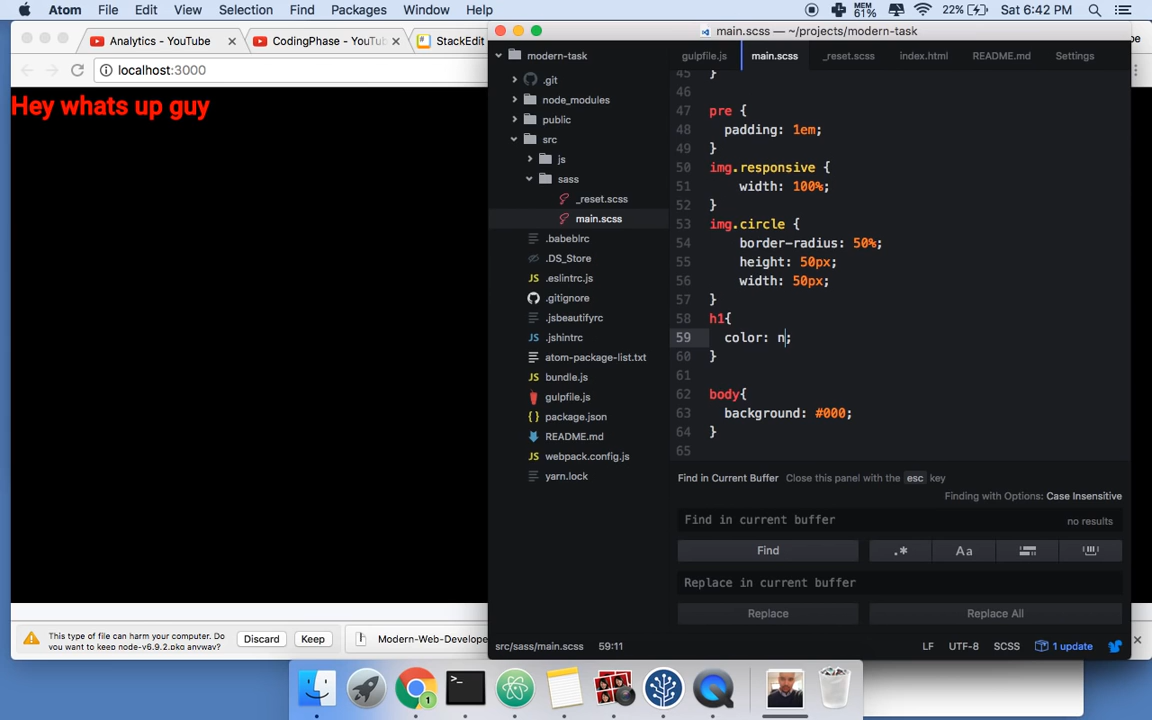 Atom File Edit View Selection Find Packages Window Help MEM 61% 22% Sat 6:42 PM
Analytics - YouTube CodingPhase - YouTub StackEdit
localhost:3000
Hey whats up guy
This type of file can harm your computer. Do you want to keep node-v6.9.2.pkg anyway?
Discard Keep Modern-Web-Develope
main.scss — ~/projects/modern-task
modern-task
.git
node_modules
public
src
js
sass
_reset.scss
main.scss
.babelrc
.DS_Store
.eslintrc.js
.gitignore
.jsbeautifyrc
.jshintrc
atom-package-list.txt
bundle.js
gulpfile.js
package.json
README.md
webpack.config.js
yarn.lock
gulpfile.js main.scss _reset.scss index.html README.md Settings
45 }
46
47 pre {
48 padding: 1em;
49 }
50 img.responsive {
51 width: 100%;
52 }
53 img.circle {
54 border-radius: 50%;
55 height: 50px;
56 width: 50px;
57 }
58 h1{
59 color: n;
60 }
61
62 body{
63 background: #000;
64 }
65
Find in Current Buffer Close this panel with the esc key
Finding with Options: Case Insensitive
Find in current buffer no results
Find .* Aa
Replace in current buffer
Replace Replace All
src/sass/main.scss 59:11 LF UTF-8 SCSS 1 update